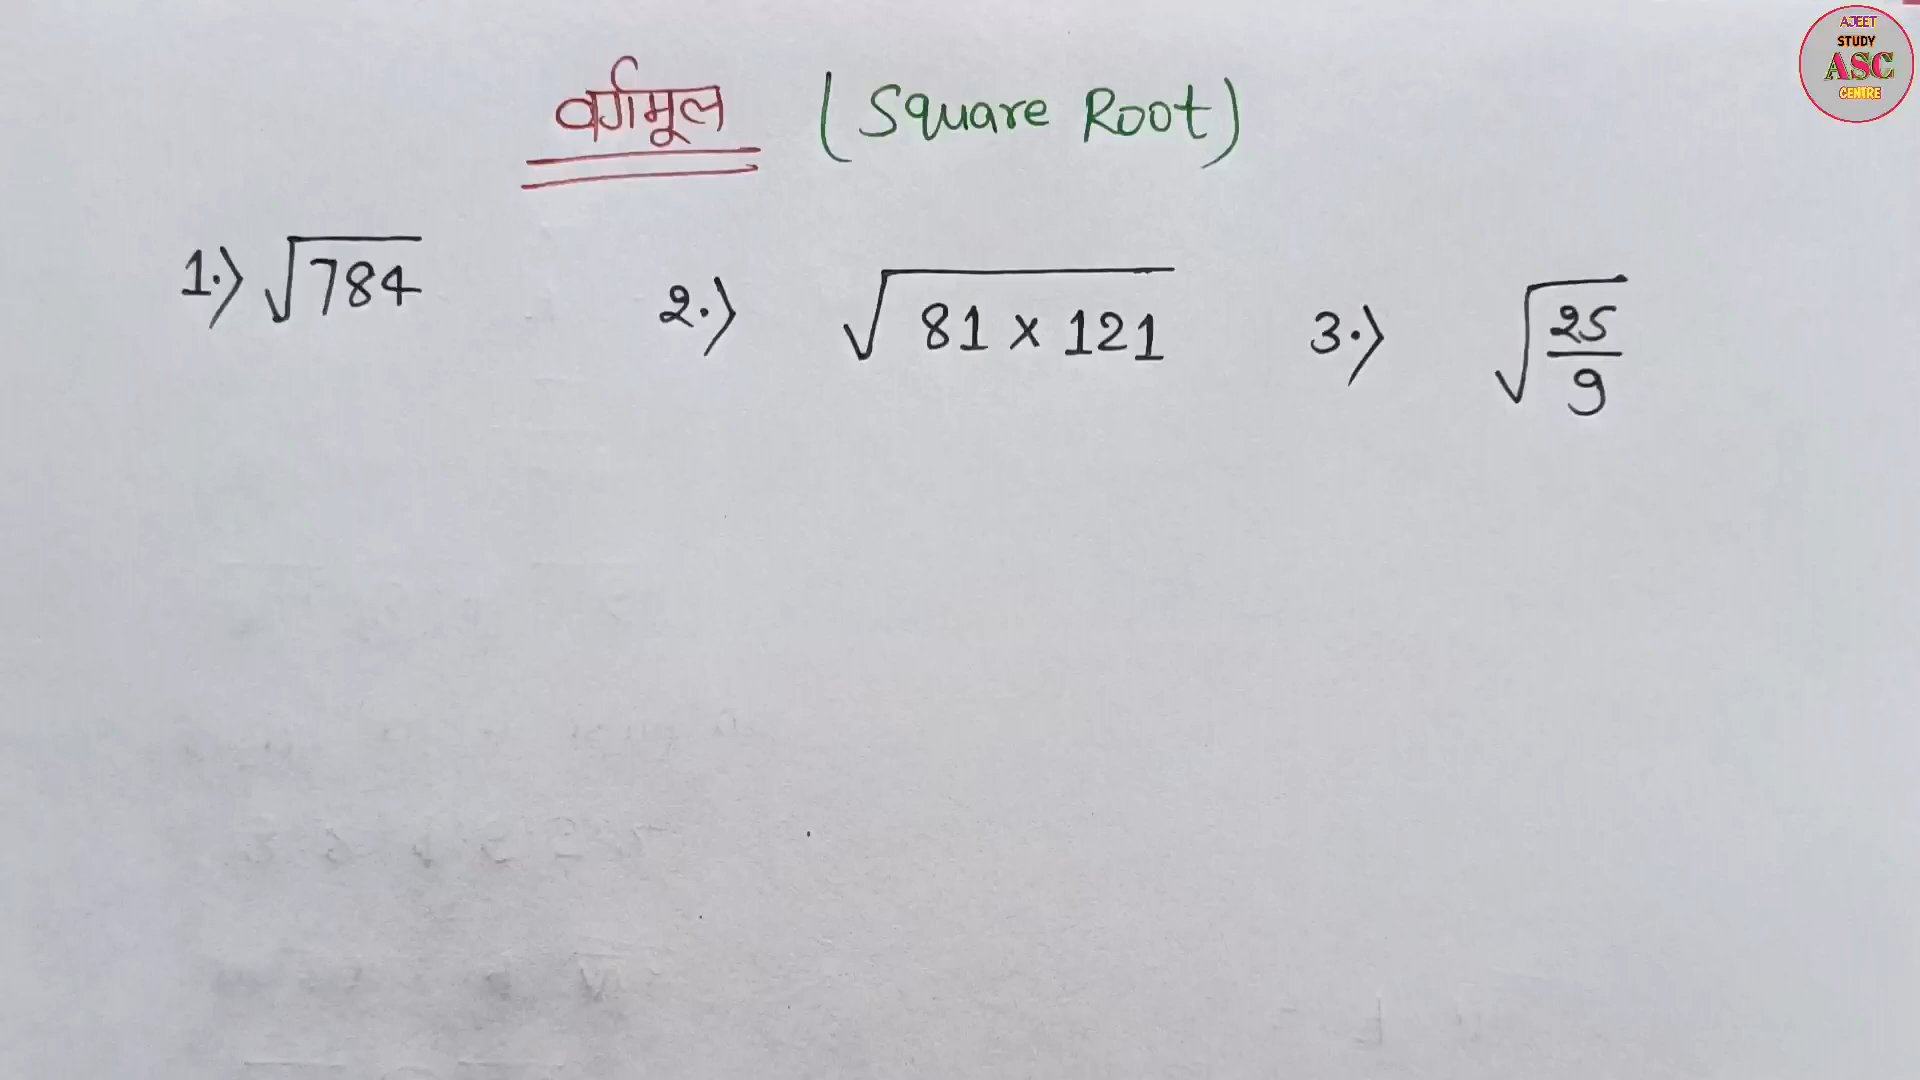 वर्गमूल (Square Root)
1.) √784
2.) √81 x 121
3.) √25/9
AJEET
STUDY
ASC
CENTRE